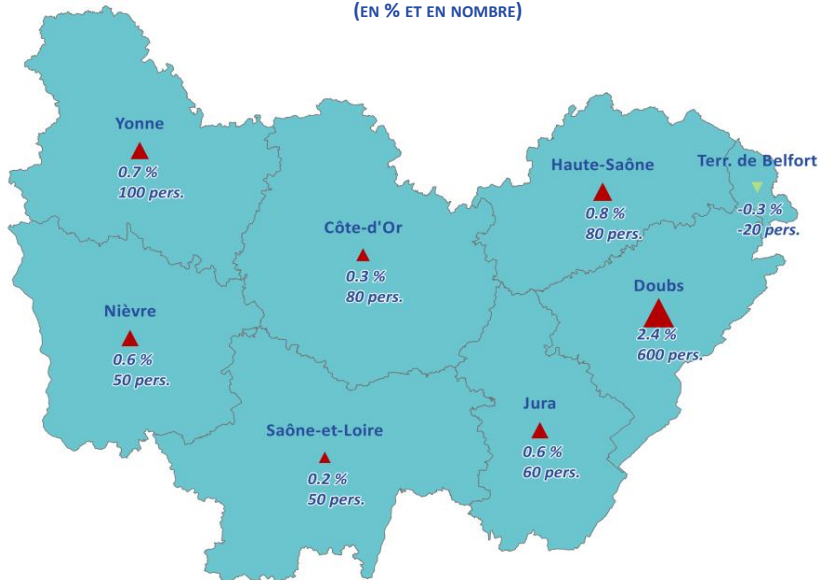 (EN % ET EN NOMBRE)
Yonne
0.7 %
100 pers.
Haute-Saône
0.8 %
80 pers.
Terr. de Belfort
-0.3 %
-20 pers.
Côte-d'Or
0.3 %
80 pers.
Doubs
2.4 %
600 pers.
Nièvre
0.6 %
50 pers.
Jura
0.6 %
60 pers.
Saône-et-Loire
0.2 %
50 pers.